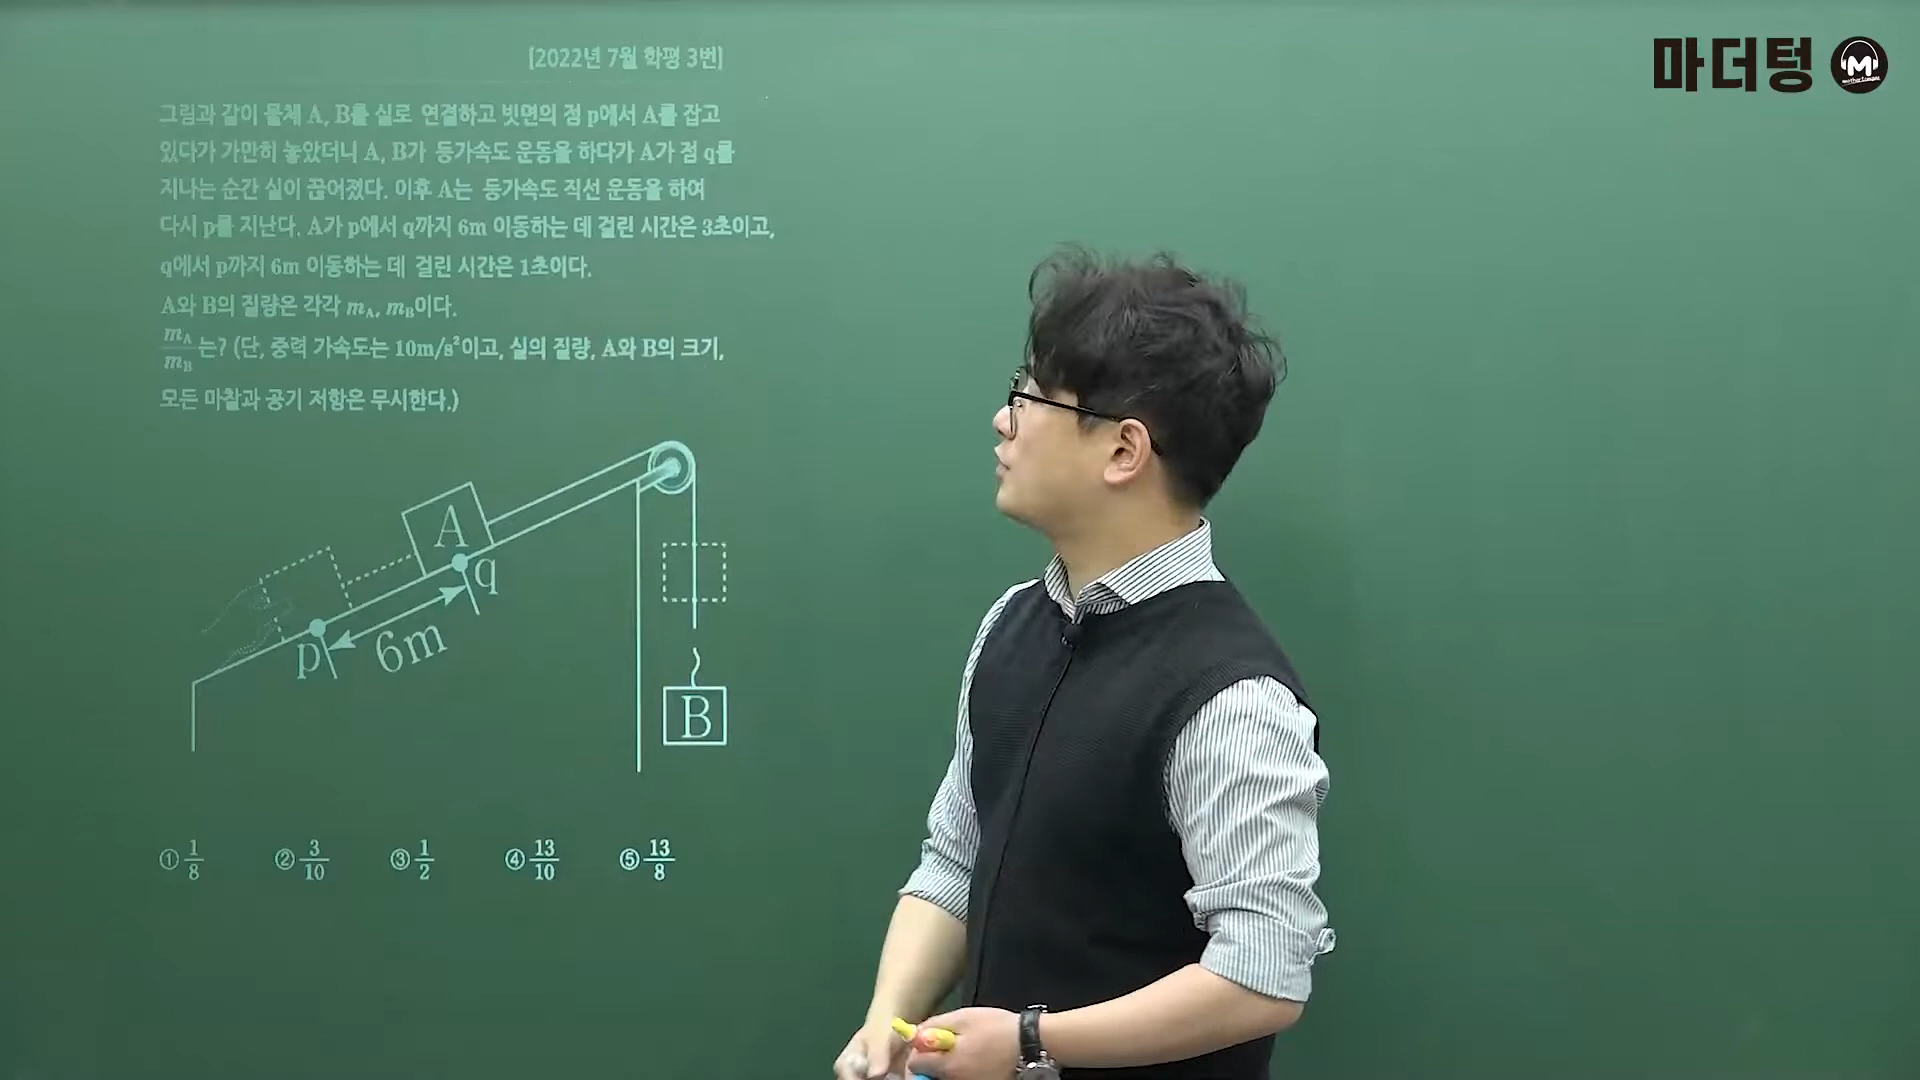 마더텅 M
[2022년 7월 학평 3번]
그림과 같이 물체 A, B를 실로 연결하고 빗면의 점 p에서 A를 잡고
있다가 가만히 놓았더니 A, B가 등가속도 운동을 하다가 A가 점 q를
지나는 순간 실이 끊어졌다. 이후 A는 등가속도 직선 운동을 하여
다시 p를 지난다. A가 p에서 q까지 6m 이동하는 데 걸린 시간은 3초이고,
q에서 p까지 6m 이동하는 데 걸린 시간은 1초이다.
A와 B의 질량은 각각 mA, mB이다.
mA/mB는? (단, 중력 가속도는 10m/s²이고, 실의 질량, A와 B의 크기,
모든 마찰과 공기 저항은 무시한다.)
A
q
p
6m
B
① 1/8 ② 3/10 ③ 1/2 ④ 13/10 ⑤ 13/8